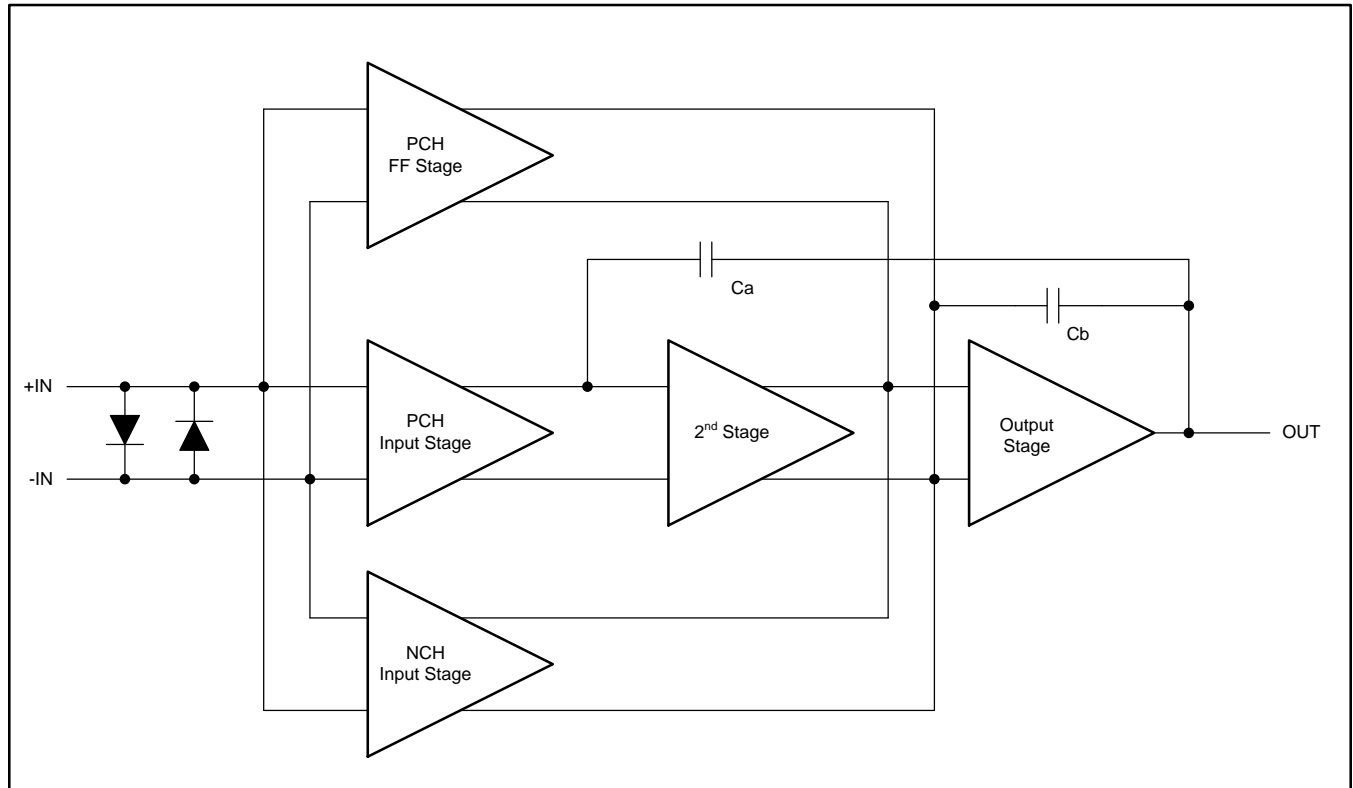 PCH
FF Stage
Ca
Cb
+IN
-IN
PCH
Input Stage
2nd Stage
Output
Stage
OUT
NCH
Input Stage